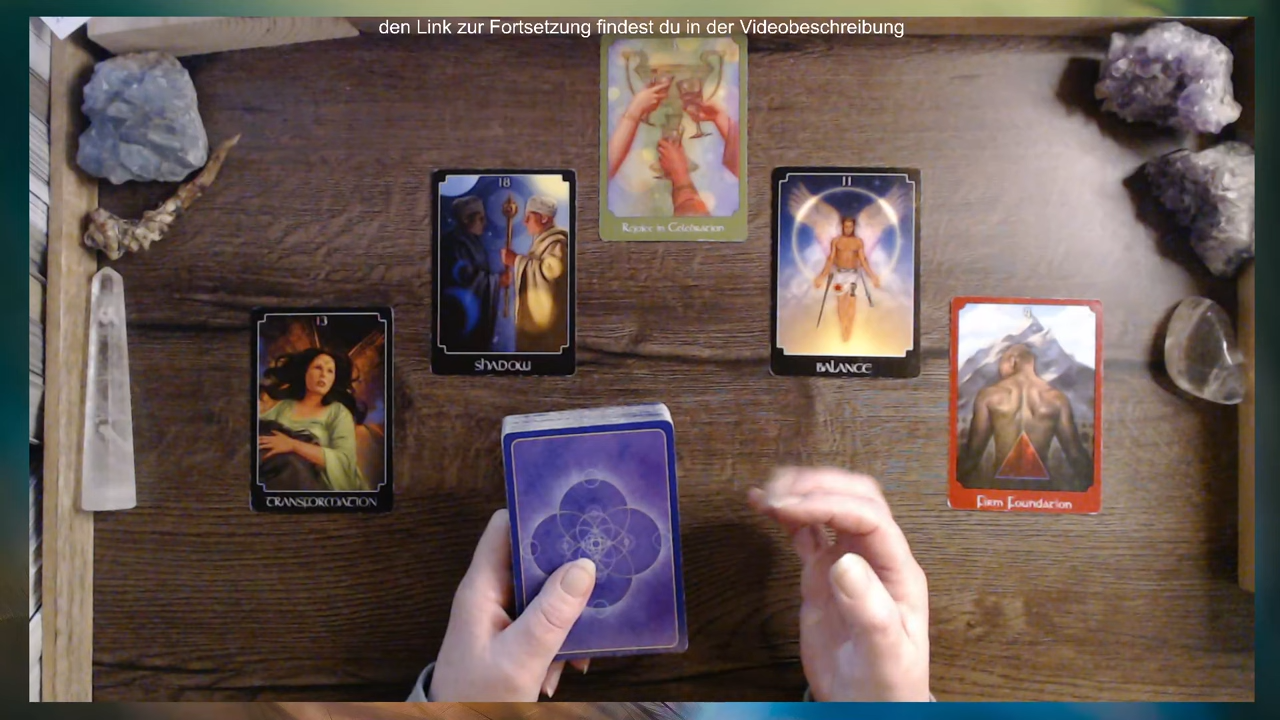 den Link zur Fortsetzung findest du in der Videobeschreibung
Rejoice in Celebration
18
SHADOW
11
BALANCE
13
TRANSFORMATION
Firm Foundation